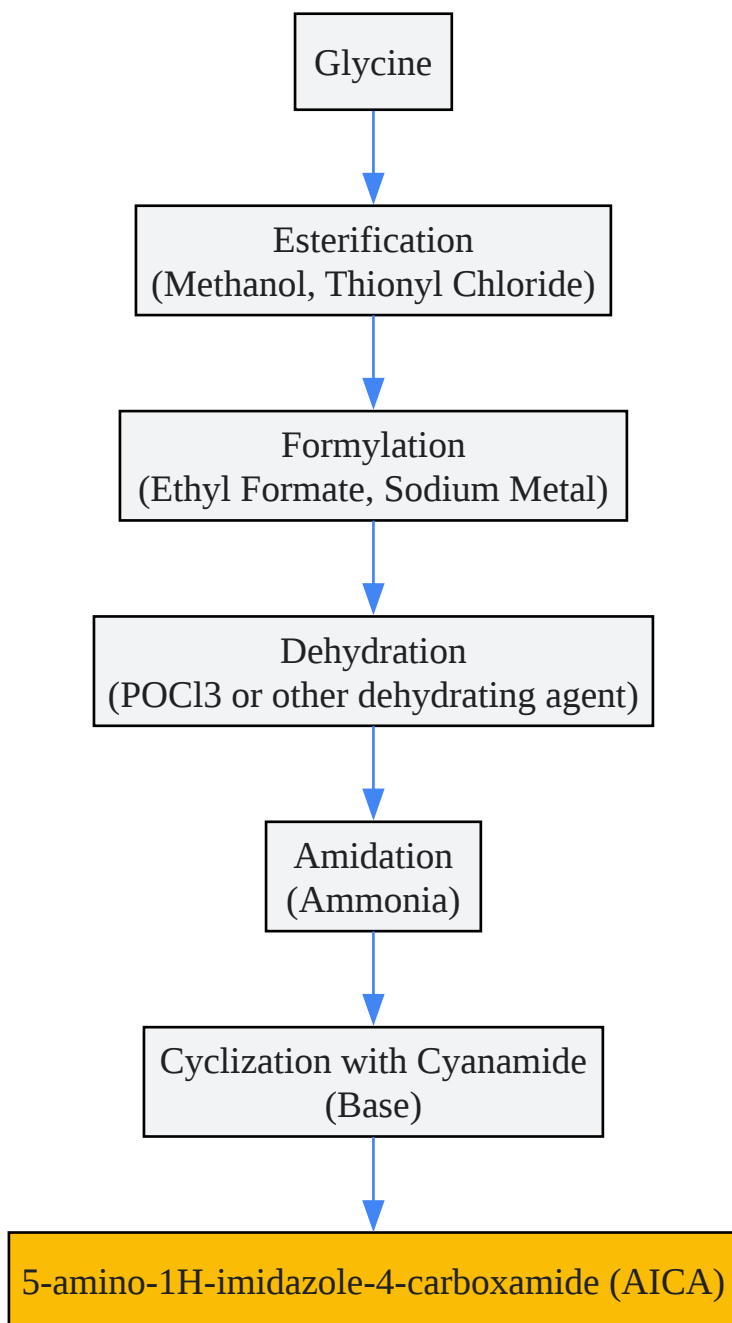 Glycine
Esterification
(Methanol, Thionyl Chloride)
Formylation
(Ethyl Formate, Sodium Metal)
Dehydration
(POCl3 or other dehydrating agent)
Amidation
(Ammonia)
Cyclization with Cyanamide
(Base)
5-amino-1H-imidazole-4-carboxamide (AICA)